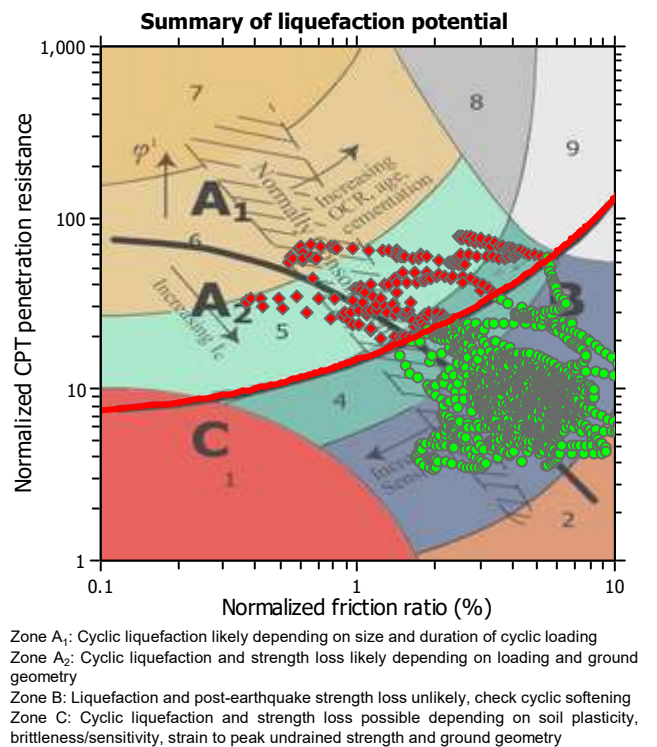 Summary of liquefaction potential
1,000
100
10
1
Normalized CPT penetration resistance
7
8
9
φ'
A1
Normally
Increasing
OCR, age,
cementation
6
A2
Increasing Ic
5
B
4
C
1
2
0.1
1
10
Normalized friction ratio (%)
Zone A1: Cyclic liquefaction likely depending on size and duration of cyclic loading
Zone A2: Cyclic liquefaction and strength loss likely depending on loading and ground
geometry
Zone B: Liquefaction and post-earthquake strength loss unlikely, check cyclic softening
Zone C: Cyclic liquefaction and strength loss possible depending on soil plasticity,
brittleness/sensitivity, strain to peak undrained strength and ground geometry